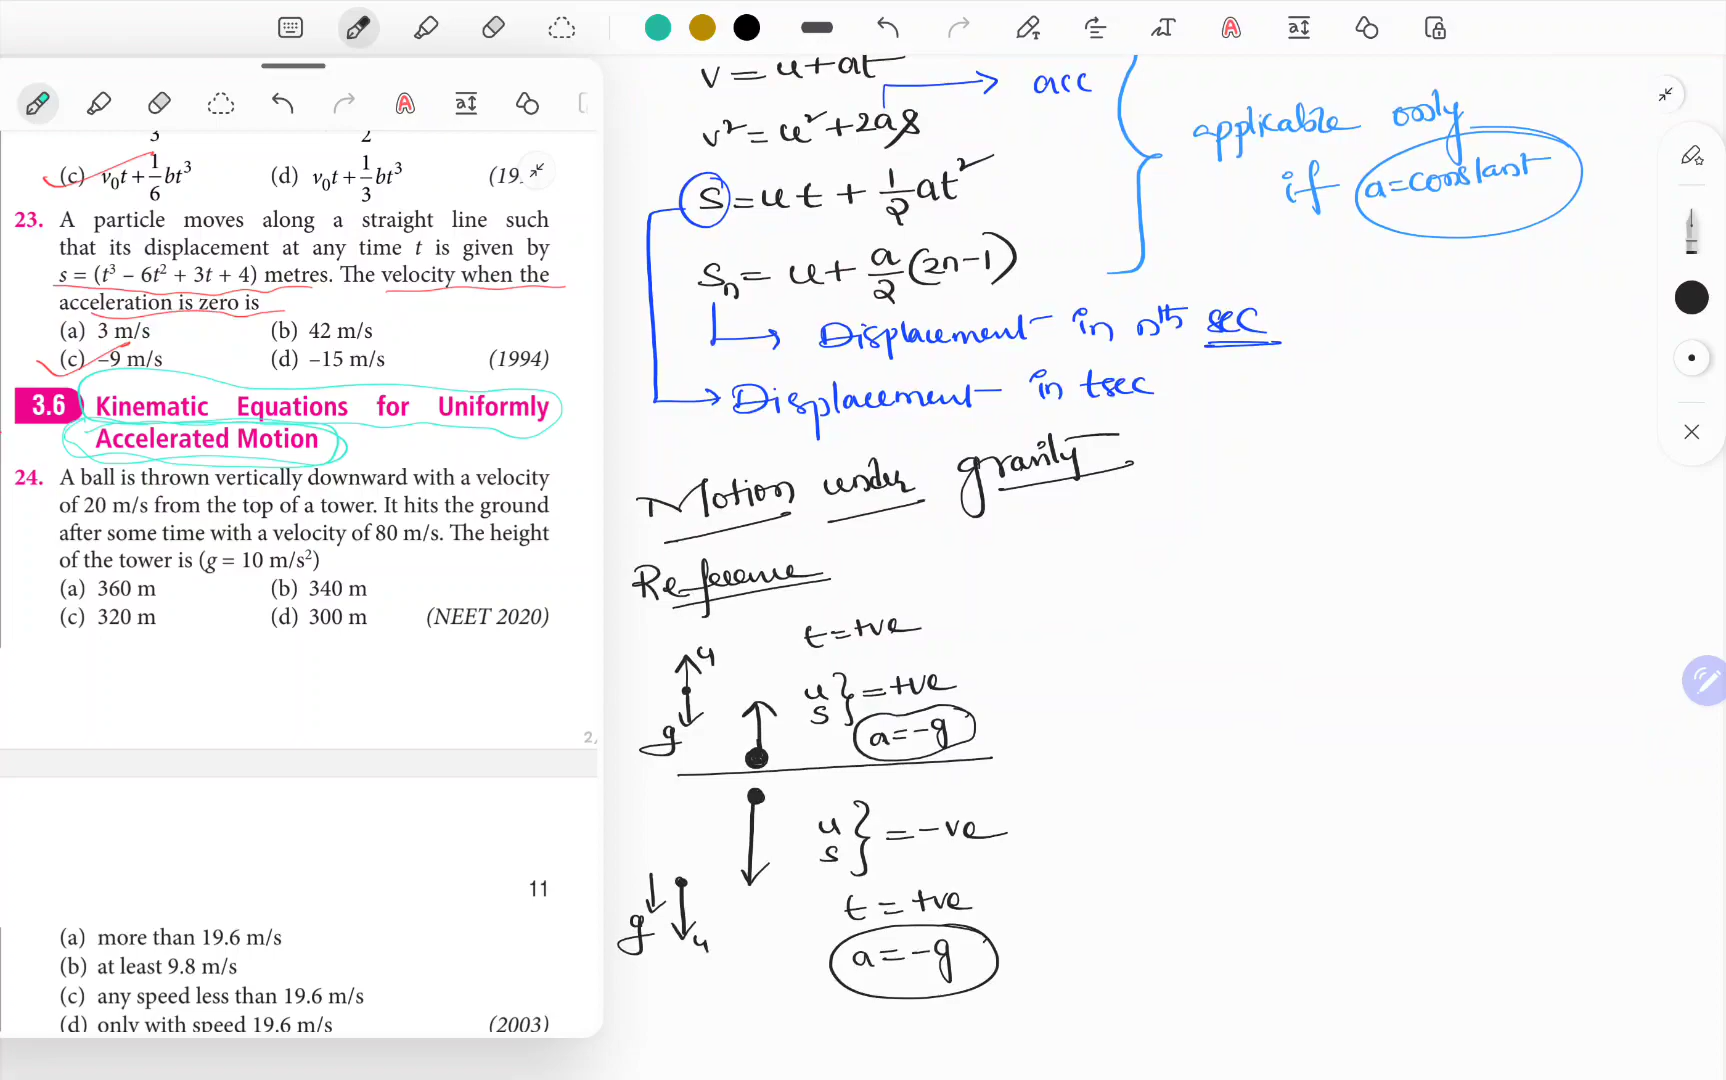 3 2
(c) v₀t + 1/6 bt³ (d) v₀t + 1/3 bt³ (19.
23. A particle moves along a straight line such
that its displacement at any time t is given by
s = (t³ – 6t² + 3t + 4) metres. The velocity when the
acceleration is zero is
(a) 3 m/s (b) 42 m/s
(c) –9 m/s (d) –15 m/s (1994)
3.6 Kinematic Equations for Uniformly
Accelerated Motion
24. A ball is thrown vertically downward with a velocity
of 20 m/s from the top of a tower. It hits the ground
after some time with a velocity of 80 m/s. The height
of the tower is (g = 10 m/s²)
(a) 360 m (b) 340 m
(c) 320 m (d) 300 m (NEET 2020)
2,
11
(a) more than 19.6 m/s
(b) at least 9.8 m/s
(c) any speed less than 19.6 m/s
(d) only with speed 19.6 m/s (2003)
v = u + at
acc
v² = u² + 2as
applicable only
if a = constant
s = ut + 1/2 at²
Sn = u + a/2 (2n-1)
Displacement in nth sec
Displacement in t sec
Motion under gravity
Reference
t = +ve
u
u
s } = +ve
a = -g
g
u
s } = -ve
t = +ve
g
u
a = -g